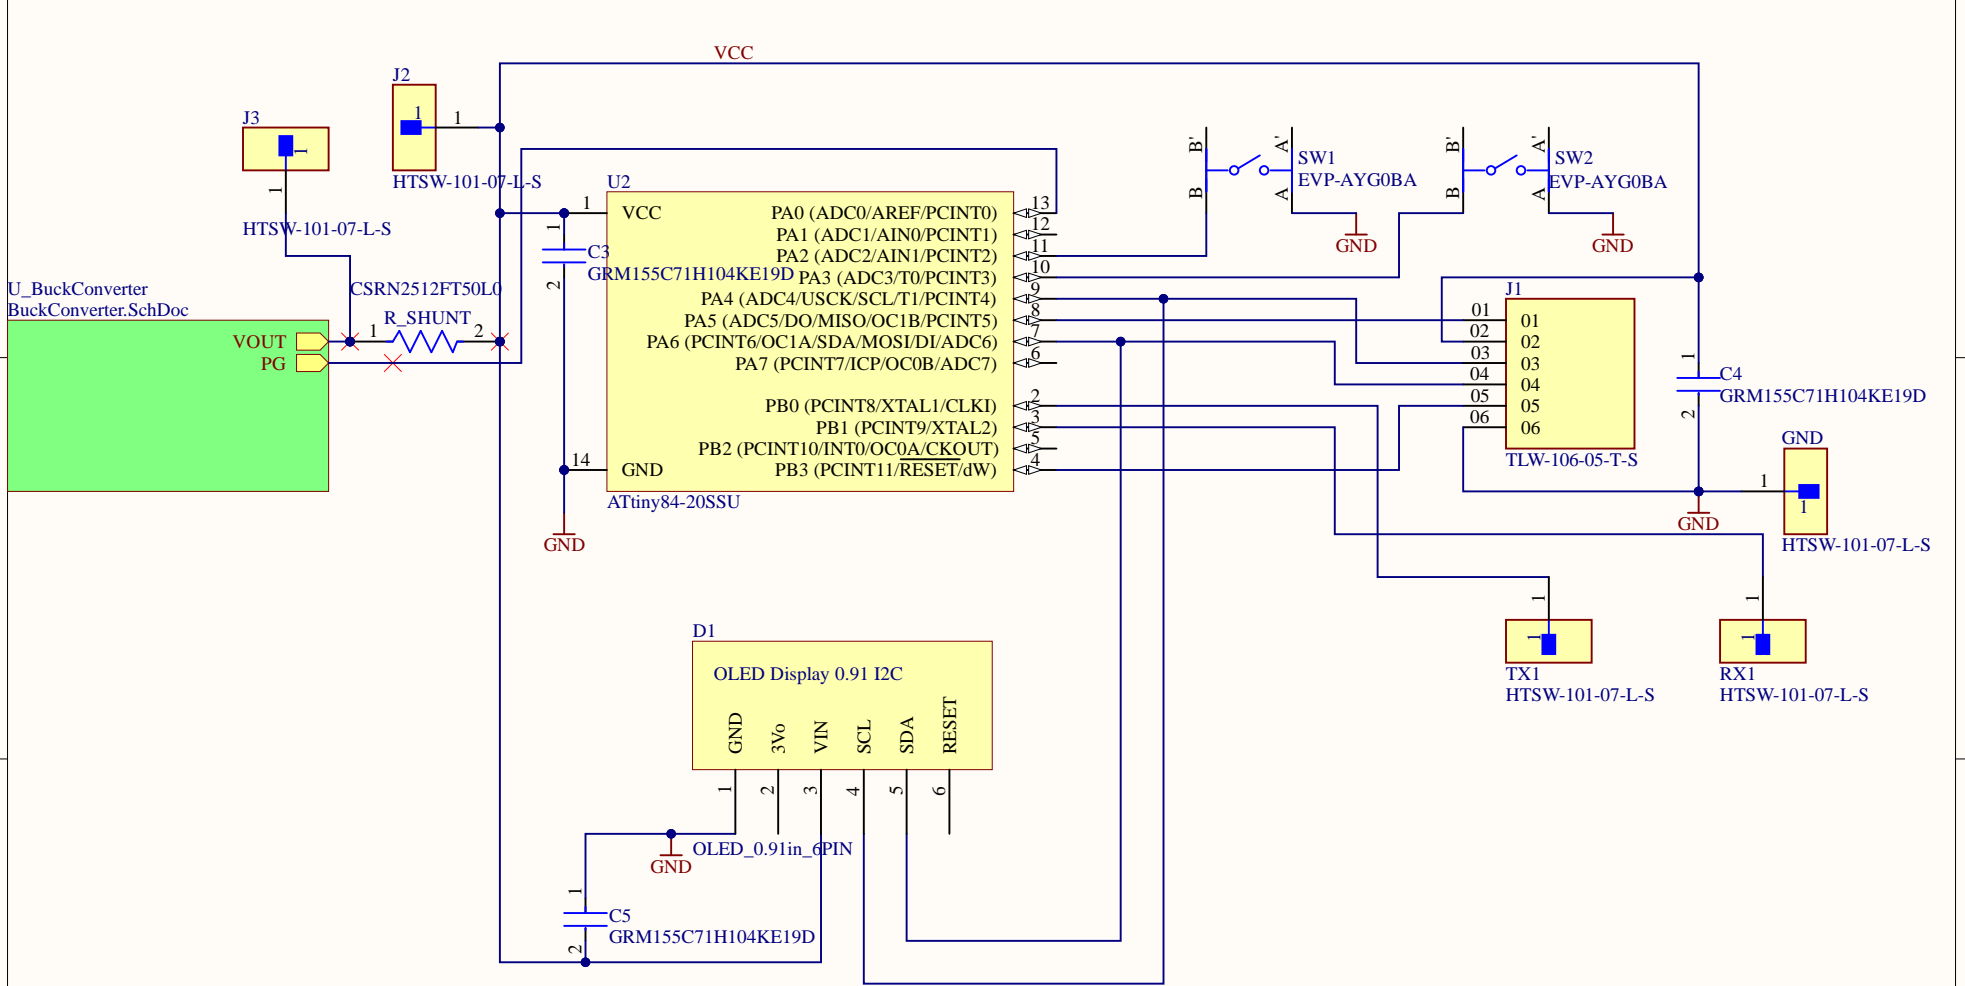 VCC
J2
1
1
HTSW-101-07-L-S
J3
1
1
HTSW-101-07-L-S
U_BuckConverter
BuckConverter.SchDoc
VOUT
PG
CSRN2512FT50L0
R_SHUNT
1
2
U2
1
VCC
14
GND
PA0 (ADC0/AREF/PCINT0)
13
PA1 (ADC1/AIN0/PCINT1)
12
PA2 (ADC2/AIN1/PCINT2)
11
PA3 (ADC3/T0/PCINT3)
10
PA4 (ADC4/USCK/SCL/T1/PCINT4)
9
PA5 (ADC5/DO/MISO/OC1B/PCINT5)
8
PA6 (PCINT6/OC1A/SDA/MOSI/DI/ADC6)
7
PA7 (PCINT7/ICP/OC0B/ADC7)
6
PB0 (PCINT8/XTAL1/CLKI)
2
PB1 (PCINT9/XTAL2)
3
PB2 (PCINT10/INT0/OC0A/CKOUT)
5
PB3 (PCINT11/RESET/dW)
4
ATtiny84-20SSU
1
C3
GRM155C71H104KE19D
2
GND
B'
A'
B
A
SW1
EVP-AYG0BA
GND
B'
A'
B
A
SW2
EVP-AYG0BA
GND
J1
01
01
02
02
03
03
04
04
05
05
06
06
TLW-106-05-T-S
1
C4
GRM155C71H104KE19D
2
GND
GND
1
1
HTSW-101-07-L-S
1
1
TX1
HTSW-101-07-L-S
1
1
RX1
HTSW-101-07-L-S
D1
OLED Display 0.91 I2C
GND
3Vo
VIN
SCL
SDA
RESET
1
2
3
4
5
6
OLED_0.91in_6PIN
GND
1
C5
GRM155C71H104KE19D
2